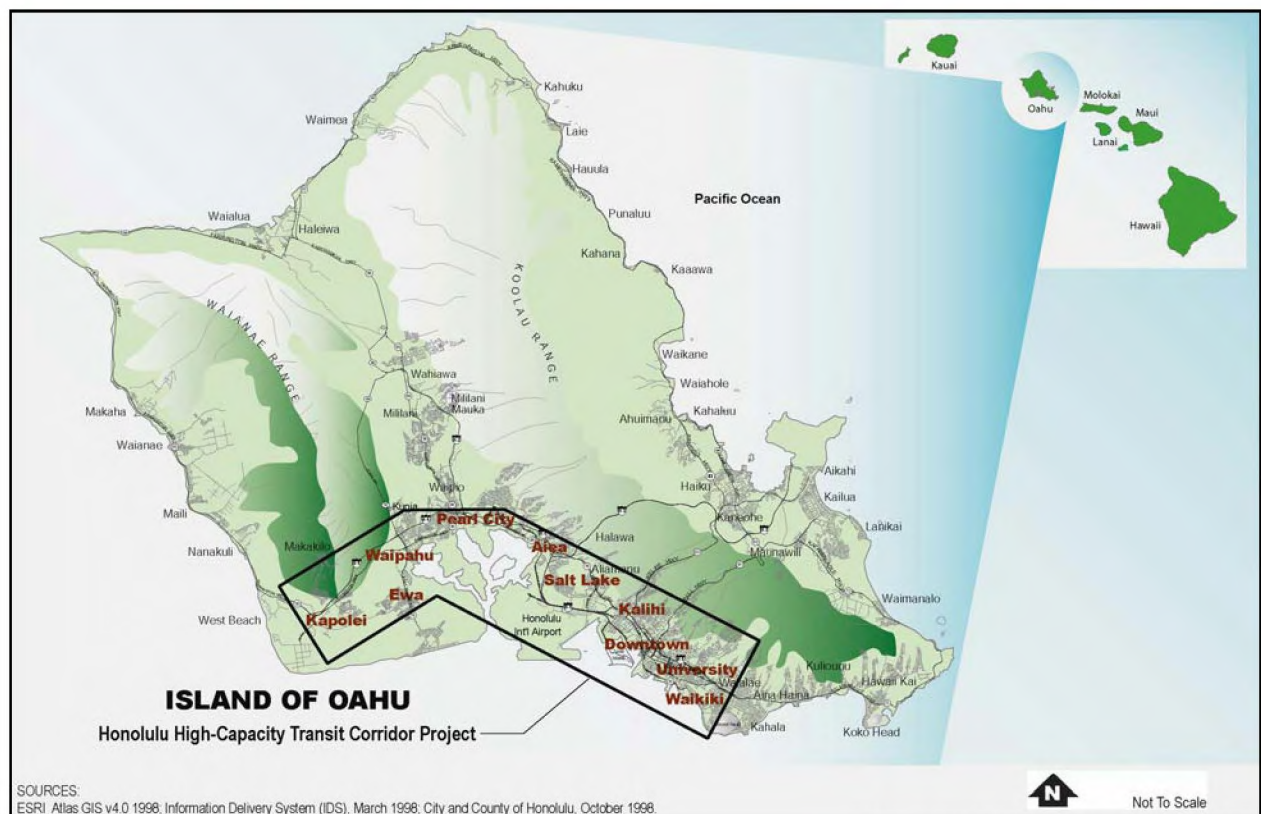 Kauai
Oahu
Molokai
Maui
Lanai
Hawaii
Pacific Ocean
Kahuku
Waimea
Laie
Hauula
Punaluu
Waialua
Haleiwa
Kahana
Kaaawa
KOOLAU RANGE
WAIANAE RANGE
Waikane
Wahiawa
Waiahole
Mililani
Mauka
Makaha
Mililani
Ahuimanu
Kahaluu
Waianae
Aikahi
Waipio
Haiku
Kailua
Maili
Kunia
Kaneohe
Lanikai
Pearl City
Halawa
Nanakuli
Makakilo
Waipahu
Aiea
Maunawili
Aliamanu
Salt Lake
Ewa
Kalihi
Waimanalo
West Beach
Kapolei
Honolulu
Int'l Airport
Downtown
University
Kuliouou
Waialae
Hawaii Kai
Waikiki
Aina Haina
Kahala
Koko Head
ISLAND OF OAHU
Honolulu High-Capacity Transit Corridor Project
SOURCES:
ESRI Atlas GIS v4.0 1998; Information Delivery System (IDS), March 1998; City and County of Honolulu, October 1998.
N
Not To Scale